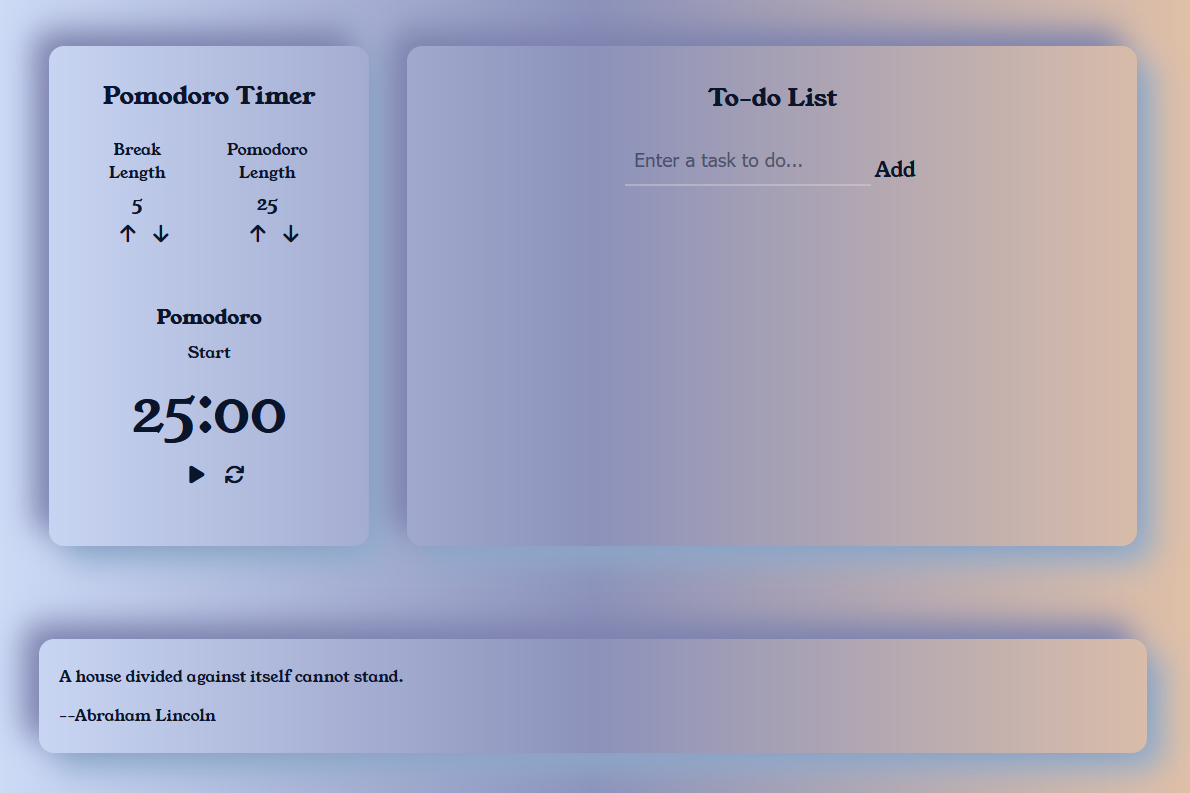 Pomodoro Timer
Break Length
Pomodoro Length
5
25
Pomodoro
Start
25:00
To-do List
Enter a task to do...
Add
A house divided against itself cannot stand.
--Abraham Lincoln